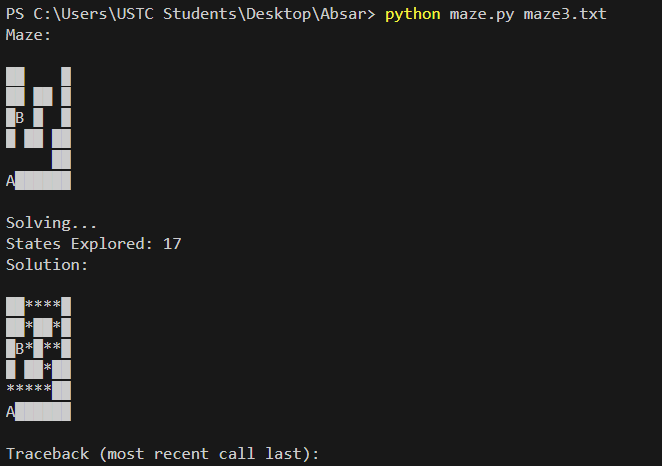 PS C:\Users\USTC Students\Desktop\Absar> python maze.py maze3.txt
Maze:
██    █
██ ██ █
█B █  █
█ ██ ██
     ██
A██████
Solving...
States Explored: 17
Solution:
██****█
██*██*█
█B*█**█
█ ██*██
*****██
A██████
Traceback (most recent call last):